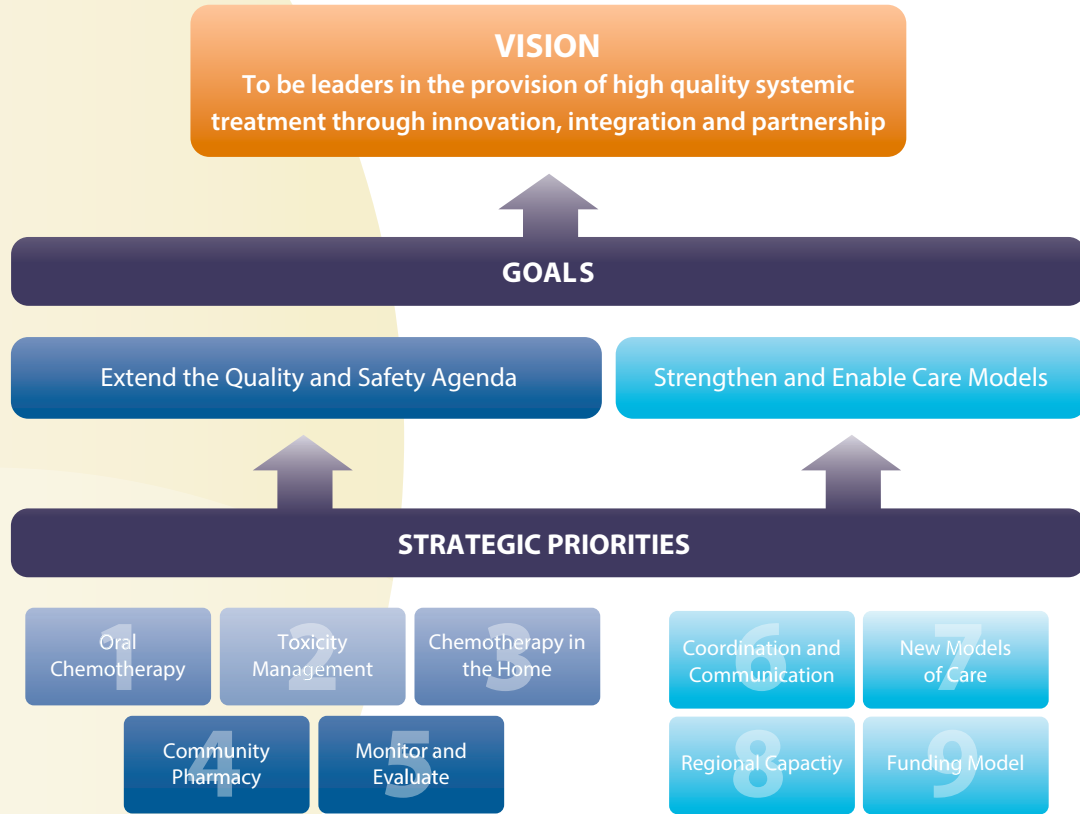 VISION
To be leaders in the provision of high quality systemic
treatment through innovation, integration and partnership
GOALS
Extend the Quality and Safety Agenda
Strengthen and Enable Care Models
STRATEGIC PRIORITIES
1
Oral
Chemotherapy
2
Toxicity
Management
3
Chemotherapy in
the Home
4
Community
Pharmacy
5
Monitor and
Evaluate
6
Coordination and
Communication
7
New Models
of Care
8
Regional Capactiy
9
Funding Model